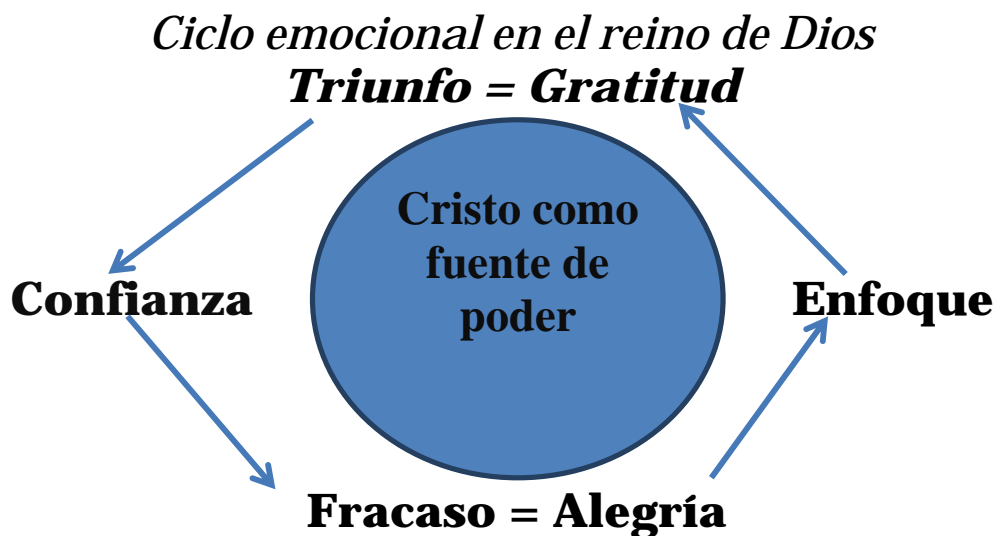 Ciclo emocional en el reino de Dios
Triunfo = Gratitud
Cristo como
fuente de
poder
Confianza
Enfoque
Fracaso = Alegría